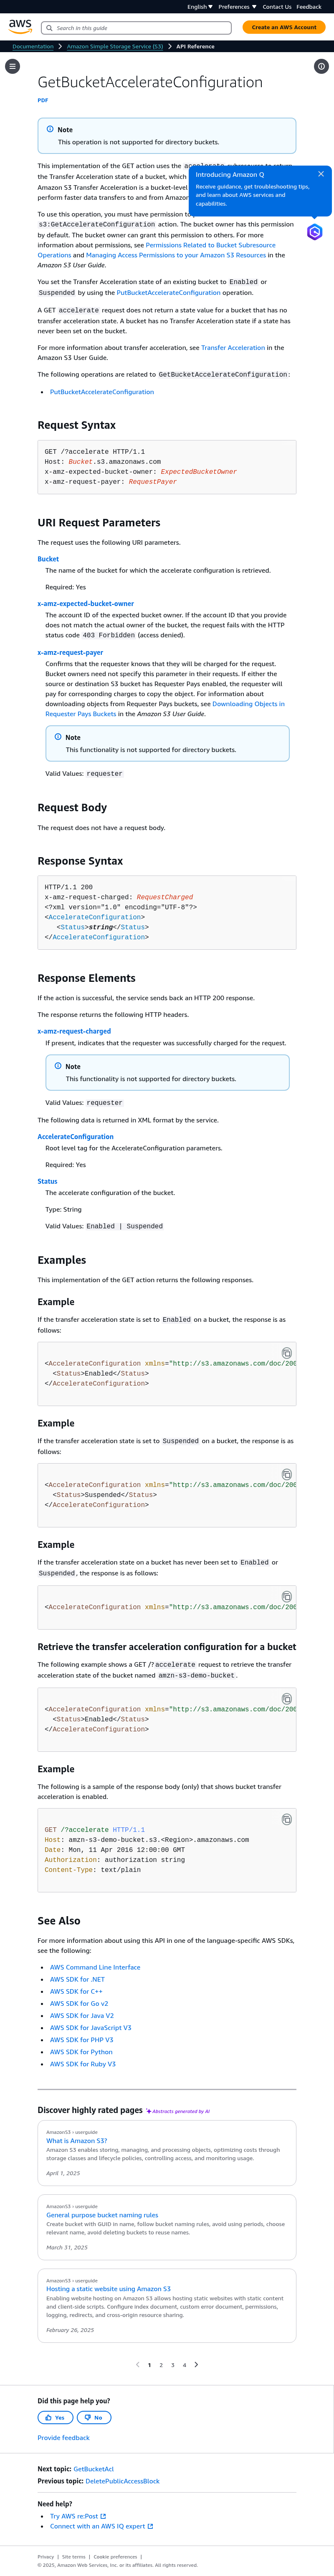 English
Preferences
Contact Us
Feedback
aws
Search in this guide
Create an AWS Account
Documentation
Amazon Simple Storage Service (S3)
API Reference
GetBucketAccelerateConfiguration
PDF
Note
This operation is not supported for directory buckets.
This implementation of the GET action uses the accelerate subresource to return
the Transfer Acceleration state of a bucket, which is either
Amazon S3 Transfer Acceleration is a bucket-level
perform faster data transfers to and from Amazon
Introducing Amazon Q
Receive guidance, get troubleshooting tips,
and learn about AWS services and
capabilities.
To use this operation, you must have permission to
s3:GetAccelerateConfiguration action. The bucket owner has this permission
by default. The bucket owner can grant this permission to others. For more
information about permissions, see Permissions Related to Bucket Subresource
Operations and Managing Access Permissions to your Amazon S3 Resources in the
Amazon S3 User Guide.
You set the Transfer Acceleration state of an existing bucket to Enabled or
Suspended by using the PutBucketAccelerateConfiguration operation.
A GET accelerate request does not return a state value for a bucket that has no
transfer acceleration state. A bucket has no Transfer Acceleration state if a state has
never been set on the bucket.
For more information about transfer acceleration, see Transfer Acceleration in the
Amazon S3 User Guide.
The following operations are related to GetBucketAccelerateConfiguration:
PutBucketAccelerateConfiguration
Request Syntax
GET /?accelerate HTTP/1.1
Host: Bucket.s3.amazonaws.com
x-amz-expected-bucket-owner: ExpectedBucketOwner
x-amz-request-payer: RequestPayer
URI Request Parameters
The request uses the following URI parameters.
Bucket
The name of the bucket for which the accelerate configuration is retrieved.
Required: Yes
x-amz-expected-bucket-owner
The account ID of the expected bucket owner. If the account ID that you provide
does not match the actual owner of the bucket, the request fails with the HTTP
status code 403 Forbidden (access denied).
x-amz-request-payer
Confirms that the requester knows that they will be charged for the request.
Bucket owners need not specify this parameter in their requests. If either the
source or destination S3 bucket has Requester Pays enabled, the requester will
pay for corresponding charges to copy the object. For information about
downloading objects from Requester Pays buckets, see Downloading Objects in
Requester Pays Buckets in the Amazon S3 User Guide.
Note
This functionality is not supported for directory buckets.
Valid Values: requester
Request Body
The request does not have a request body.
Response Syntax
HTTP/1.1 200
x-amz-request-charged: RequestCharged
<?xml version="1.0" encoding="UTF-8"?>
<AccelerateConfiguration>
<Status>string</Status>
</AccelerateConfiguration>
Response Elements
If the action is successful, the service sends back an HTTP 200 response.
The response returns the following HTTP headers.
x-amz-request-charged
If present, indicates that the requester was successfully charged for the request.
Note
This functionality is not supported for directory buckets.
Valid Values: requester
The following data is returned in XML format by the service.
AccelerateConfiguration
Root level tag for the AccelerateConfiguration parameters.
Required: Yes
Status
The accelerate configuration of the bucket.
Type: String
Valid Values: Enabled | Suspended
Examples
This implementation of the GET action returns the following responses.
Example
If the transfer acceleration state is set to Enabled on a bucket, the response is as
follows:
<AccelerateConfiguration xmlns="http://s3.amazonaws.com/doc/200
<Status>Enabled</Status>
</AccelerateConfiguration>
Example
If the transfer acceleration state is set to Suspended on a bucket, the response is as
follows:
<AccelerateConfiguration xmlns="http://s3.amazonaws.com/doc/200
<Status>Suspended</Status>
</AccelerateConfiguration>
Example
If the transfer acceleration state on a bucket has never been set to Enabled or
Suspended, the response is as follows:
<AccelerateConfiguration xmlns="http://s3.amazonaws.com/doc/200
Retrieve the transfer acceleration configuration for a bucket
The following example shows a GET /?accelerate request to retrieve the transfer
acceleration state of the bucket named amzn-s3-demo-bucket.
<AccelerateConfiguration xmlns="http://s3.amazonaws.com/doc/200
<Status>Enabled</Status>
</AccelerateConfiguration>
Example
The following is a sample of the response body (only) that shows bucket transfer
acceleration is enabled.
GET /?accelerate HTTP/1.1
Host: amzn-s3-demo-bucket.s3.<Region>.amazonaws.com
Date: Mon, 11 Apr 2016 12:00:00 GMT
Authorization: authorization string
Content-Type: text/plain
See Also
For more information about using this API in one of the language-specific AWS SDKs,
see the following:
AWS Command Line Interface
AWS SDK for .NET
AWS SDK for C++
AWS SDK for Go v2
AWS SDK for Java V2
AWS SDK for JavaScript V3
AWS SDK for PHP V3
AWS SDK for Python
AWS SDK for Ruby V3
Discover highly rated pages Abstracts generated by AI
AmazonS3 › userguide
What is Amazon S3?
Amazon S3 enables storing, managing, and processing objects, optimizing costs through
storage classes and lifecycle policies, controlling access, and monitoring usage.
April 1, 2025
AmazonS3 › userguide
General purpose bucket naming rules
Create bucket with GUID in name, follow bucket naming rules, avoid using periods, choose
relevant name, avoid deleting buckets to reuse names.
March 31, 2025
AmazonS3 › userguide
Hosting a static website using Amazon S3
Enabling website hosting on Amazon S3 allows hosting static websites with static content
and client-side scripts. Configure index document, custom error document, permissions,
logging, redirects, and cross-origin resource sharing.
February 26, 2025
1 2 3 4
Did this page help you?
Yes
No
Provide feedback
Next topic: GetBucketAcl
Previous topic: DeletePublicAccessBlock
Need help?
Try AWS re:Post
Connect with an AWS IQ expert
Privacy | Site terms | Cookie preferences |
© 2025, Amazon Web Services, Inc. or its affiliates. All rights reserved.